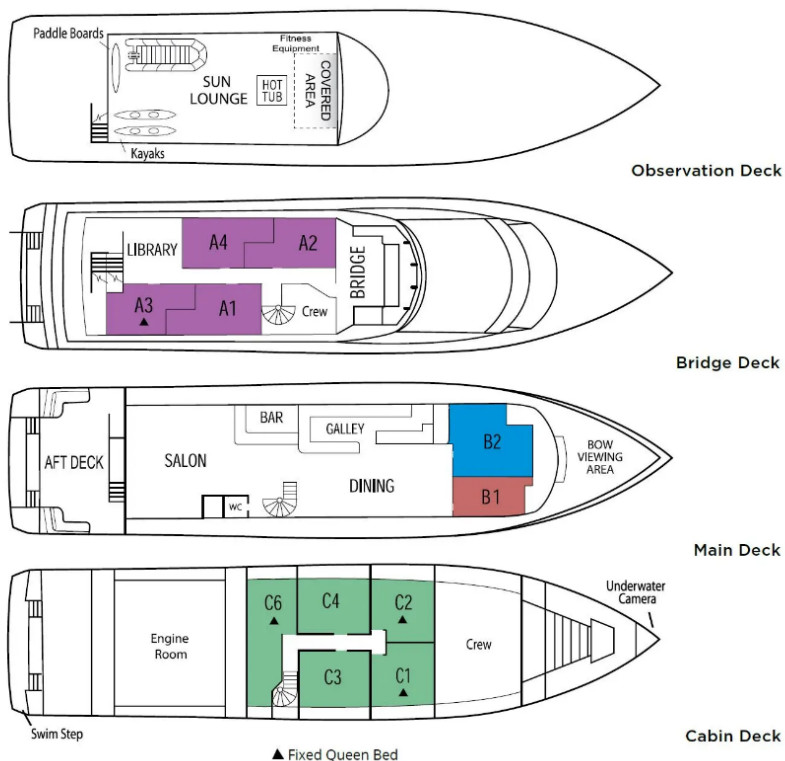 Paddle Boards
Fitness
Equipment
SUN
LOUNGE
HOT
TUB
COVERED
AREA
Kayaks
Observation Deck
LIBRARY
A4
A2
BRIDGE
A3
▲
A1
Crew
Bridge Deck
AFT DECK
SALON
BAR
GALLEY
DINING
WC
B2
B1
BOW
VIEWING
AREA
Main Deck
Engine
Room
C6
▲
C4
C2
▲
C3
C1
▲
Crew
Underwater
Camera
Swim Step
Cabin Deck
▲ Fixed Queen Bed